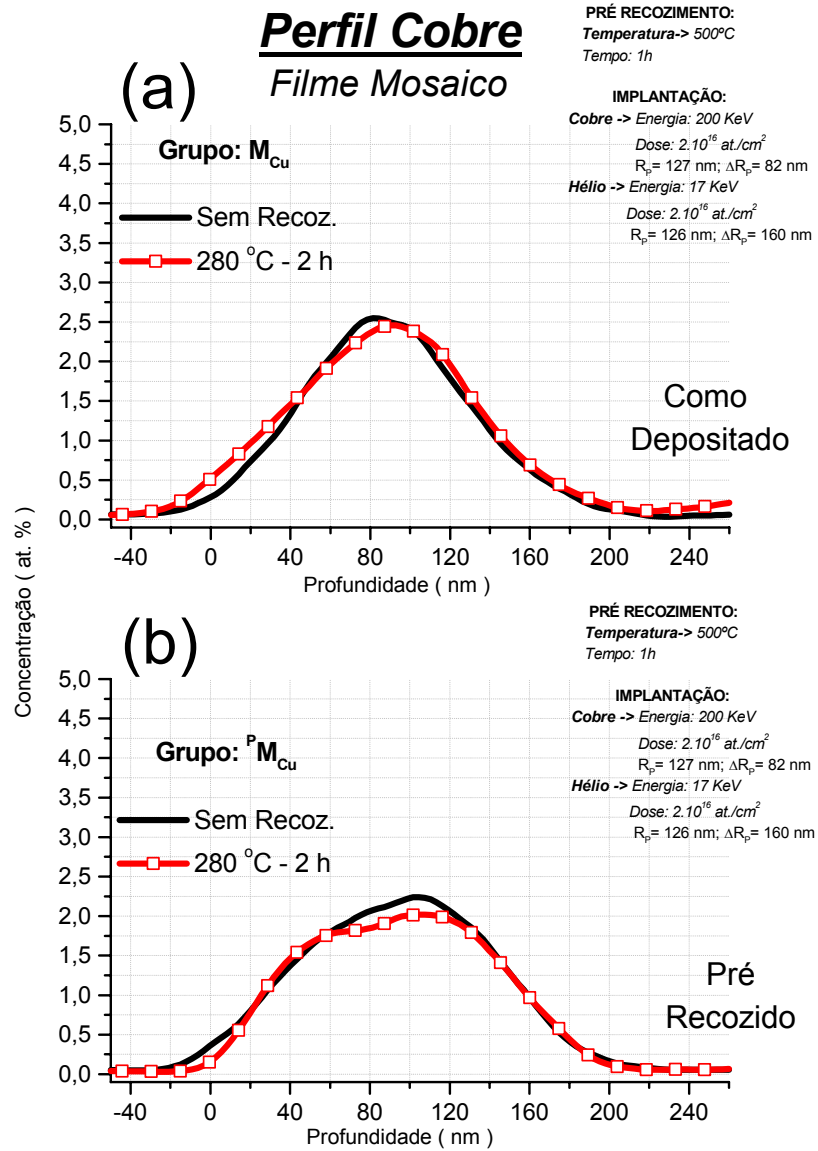 Perfil Cobre
Filme Mosaico
PRÉ RECOZIMENTO:
Temperatura-> 500ºC
Tempo: 1h
IMPLANTAÇÃO:
Cobre -> Energia: 200 KeV
Dose: 2.10^16 at./cm^2
R_P= 127 nm; ΔR_P= 82 nm
Hélio -> Energia: 17 KeV
Dose: 2.10^16 at./cm^2
R_P= 126 nm; ΔR_P= 160 nm
(a)
Grupo: M_Cu
Sem Recoz.
280 °C - 2 h
Como
Depositado
5,0
4,5
4,0
3,5
3,0
2,5
2,0
1,5
1,0
0,5
0,0
-40 0 40 80 120 160 200 240
Profundidade ( nm )
Concentração ( at. % )
(b)
PRÉ RECOZIMENTO:
Temperatura-> 500ºC
Tempo: 1h
IMPLANTAÇÃO:
Cobre -> Energia: 200 KeV
Dose: 2.10^16 at./cm^2
R_P= 127 nm; ΔR_P= 82 nm
Hélio -> Energia: 17 KeV
Dose: 2.10^16 at./cm^2
R_P= 126 nm; ΔR_P= 160 nm
Grupo: ^P M_Cu
Sem Recoz.
280 °C - 2 h
Pré
Recozido
5,0
4,5
4,0
3,5
3,0
2,5
2,0
1,5
1,0
0,5
0,0
-40 0 40 80 120 160 200 240
Profundidade ( nm )